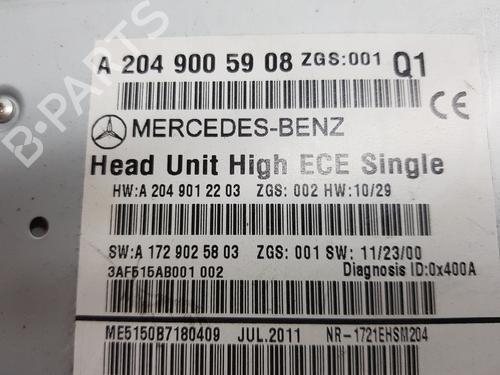 A 204 900 59 08 ZGS:001 Q1
CE
MERCEDES-BENZ
Head Unit High ECE Single
HW:A 204 901 22 03 ZGS: 002 HW:10/29
SW:A 172 902 58 03 ZGS: 001 SW: 11/23/00
3AF515AB001 002 Diagnosis ID:0x400A
ME5150B7180409 JUL.2011 NR-1721EHSM204